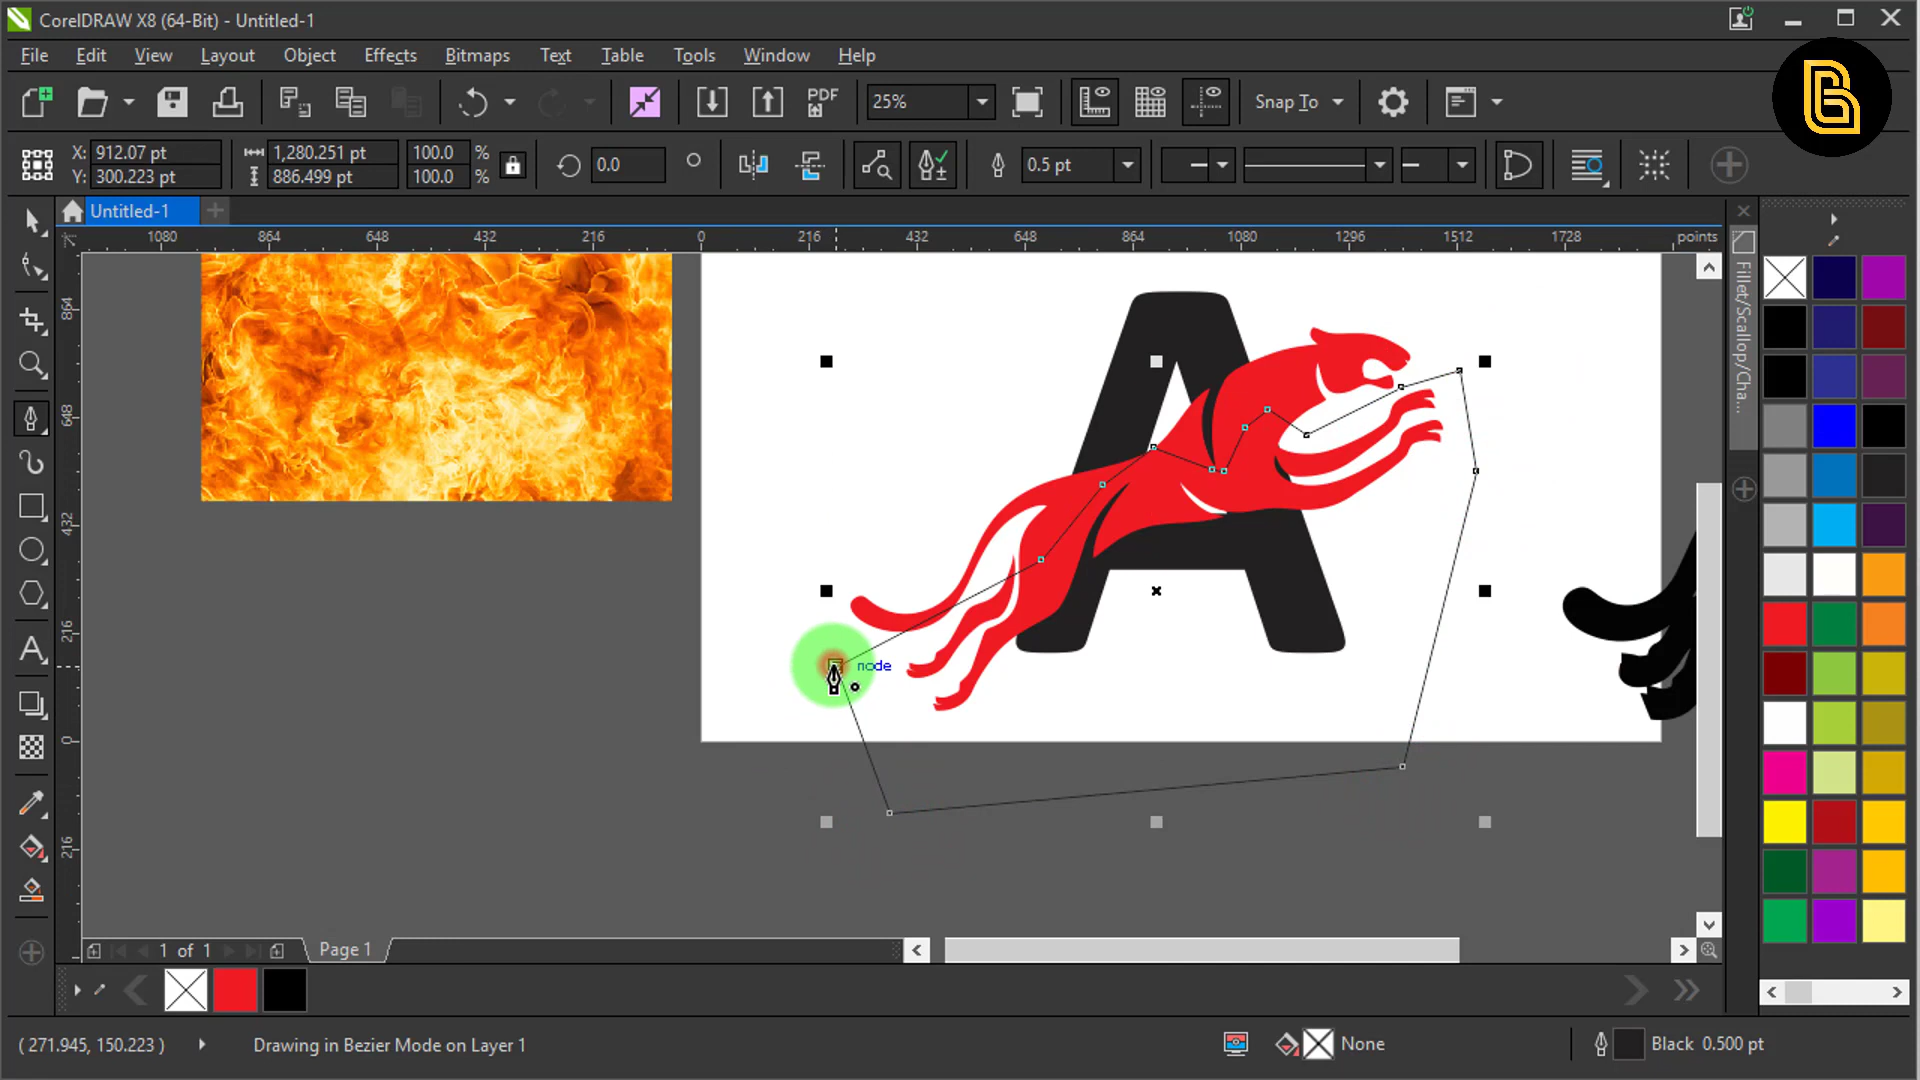 CorelDRAW X8 (64-Bit) - Untitled-1
File Edit View Layout Object Effects Bitmaps Text Table Tools Window Help
PDF 25% Snap To
X: 912.07 pt 1,280.251 pt 100.0 % 0.0 0.5 pt
Y: 300.223 pt 886.499 pt 100.0 %
Untitled-1
1080 864 648 432 216 0 216 432 648 864 1080 1296 1512 1728 points
864
648
432
216
0
216
Fillet/Scallop/Cha...
A
node
1 of 1 Page 1
( 271.945, 150.223 ) Drawing in Bezier Mode on Layer 1 None Black 0.500 pt